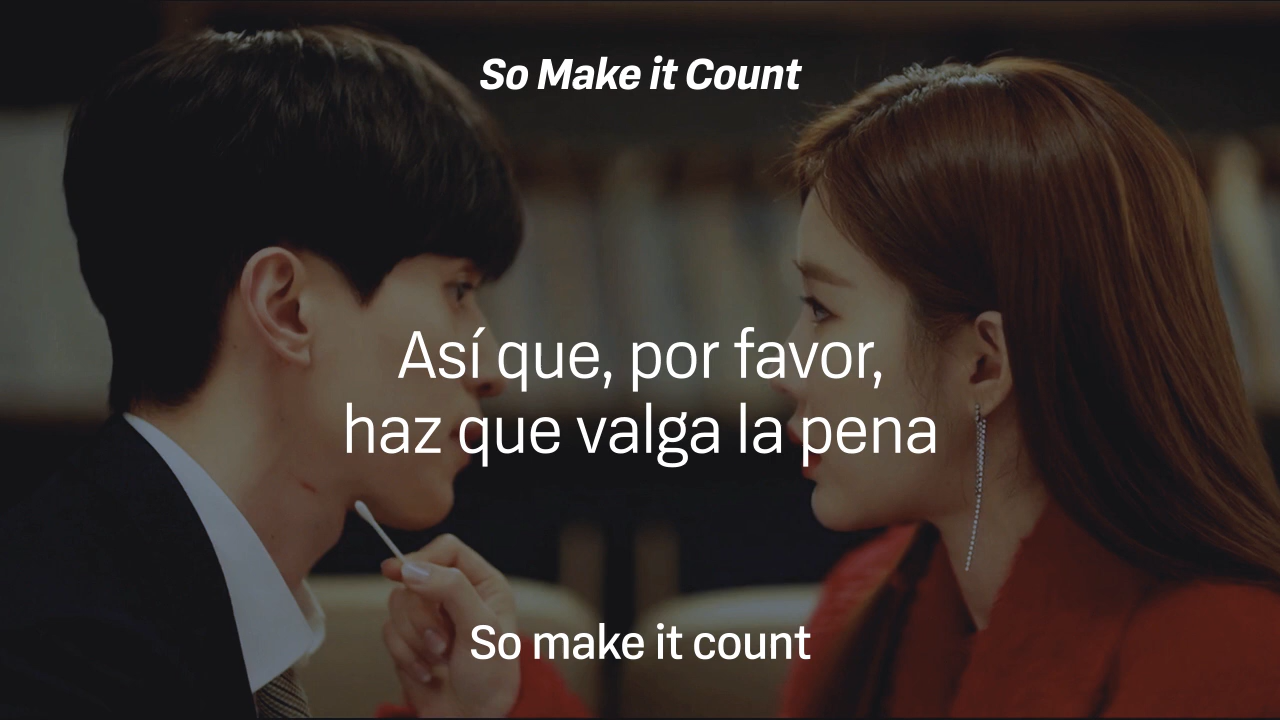 So Make it Count
Así que, por favor,
haz que valga la pena
So make it count